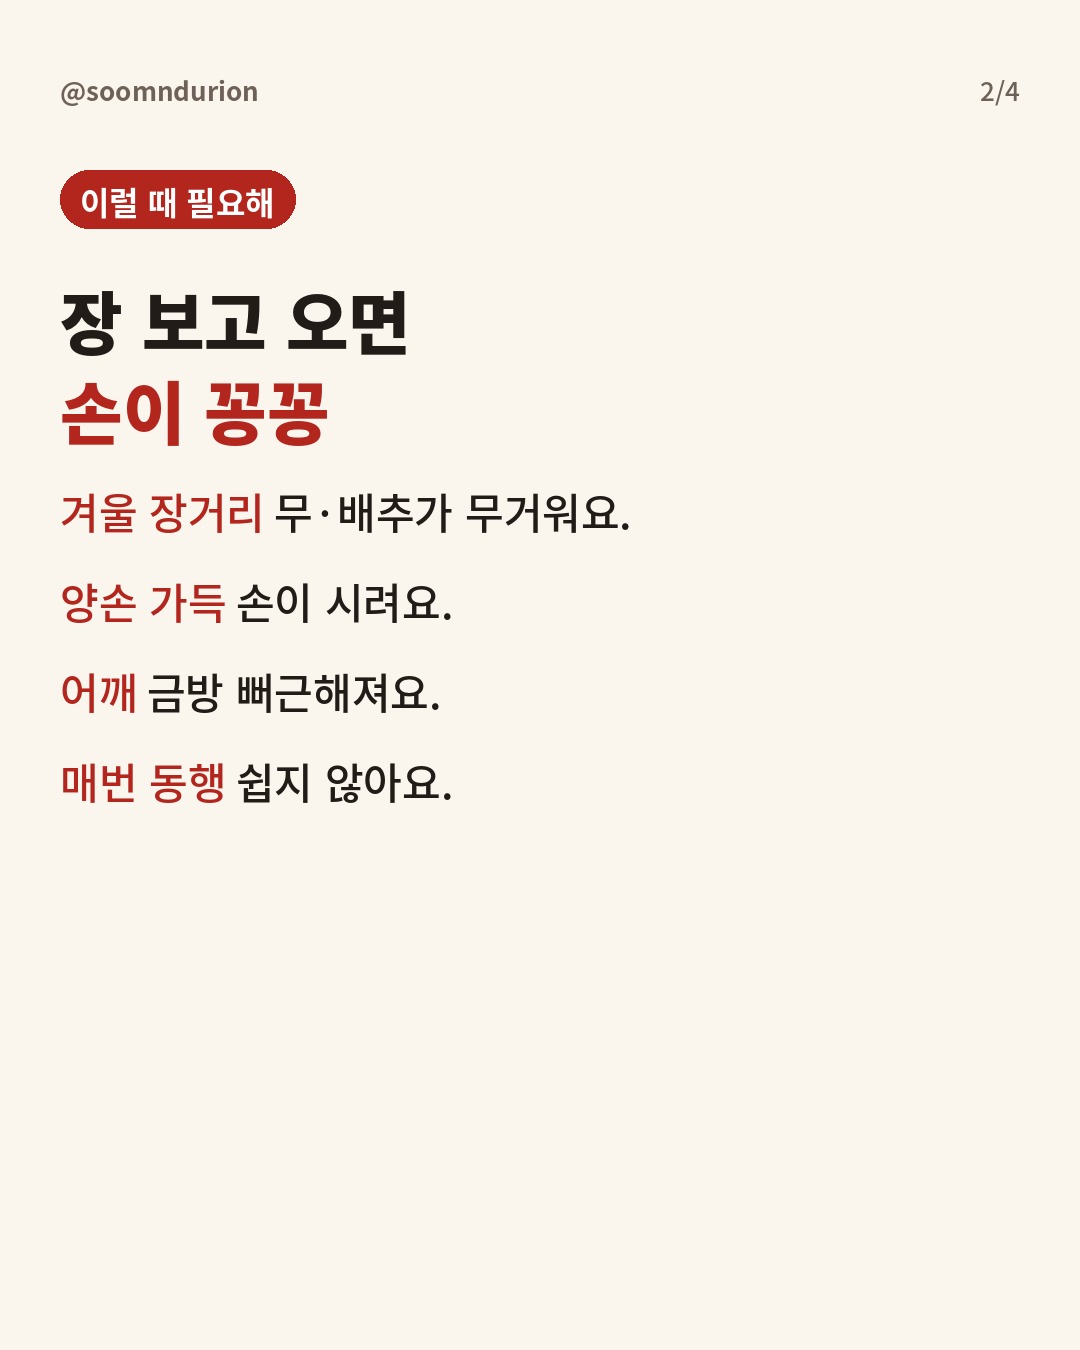 @soomndurion
2/4
이럴 때 필요해
장 보고 오면
손이 꽁꽁
겨울 장거리 무·배추가 무거워요.
양손 가득 손이 시려요.
어깨 금방 뻐근해져요.
매번 동행 쉽지 않아요.